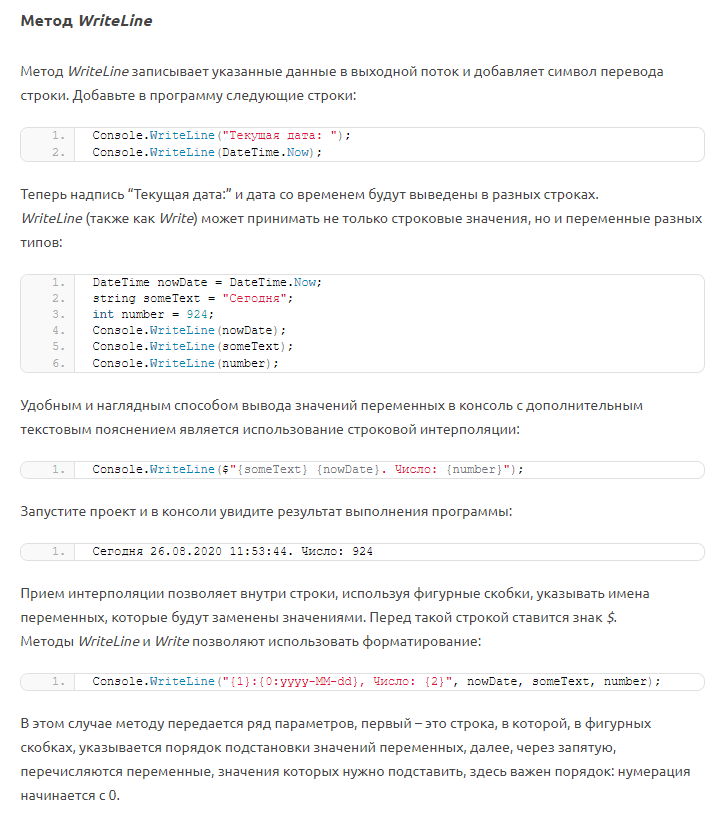 Метод WriteLine
Метод WriteLine записывает указанные данные в выходной поток и добавляет символ перевода
строки. Добавьте в программу следующие строки:
1. Console.WriteLine("Текущая дата: ");
2. Console.WriteLine(DateTime.Now);
Теперь надпись “Текущая дата:” и дата со временем будут выведены в разных строках.
WriteLine (также как Write) может принимать не только строковые значения, но и переменные разных
типов:
1. DateTime nowDate = DateTime.Now;
2. string someText = "Сегодня";
3. int number = 924;
4. Console.WriteLine(nowDate);
5. Console.WriteLine(someText);
6. Console.WriteLine(number);
Удобным и наглядным способом вывода значений переменных в консоль с дополнительным
текстовым пояснением является использование строковой интерполяции:
1. Console.WriteLine($"{someText} {nowDate}. Число: {number}");
Запустите проект и в консоли увидите результат выполнения программы:
1. Сегодня 26.08.2020 11:53:44. Число: 924
Прием интерполяции позволяет внутри строки, используя фигурные скобки, указывать имена
переменных, которые будут заменены значениями. Перед такой строкой ставится знак $.
Методы WriteLine и Write позволяют использовать форматирование:
1. Console.WriteLine("{1}:{0:yyyy-MM-dd}, Число: {2}", nowDate, someText, number);
В этом случае методу передается ряд параметров, первый – это строка, в которой, в фигурных
скобках, указывается порядок подстановки значений переменных, далее, через запятую,
перечисляются переменные, значения которых нужно подставить, здесь важен порядок: нумерация
начинается с 0.